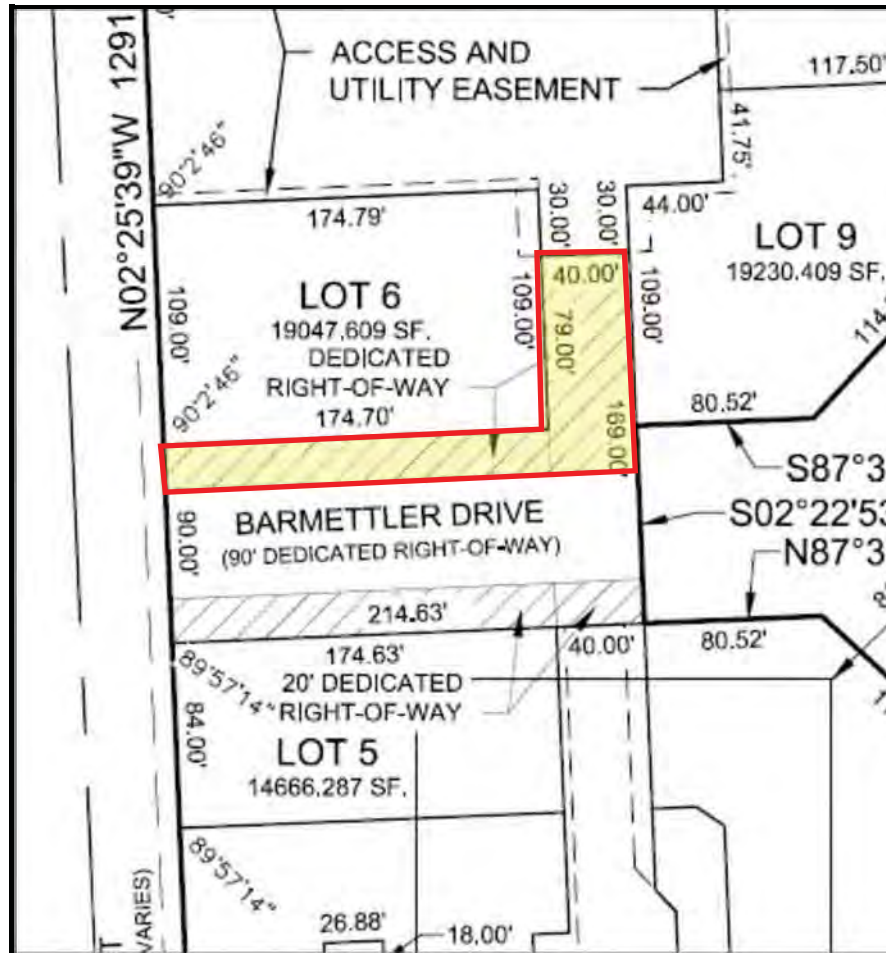 N02°25'39"W 1291
ACCESS AND
UTILITY EASEMENT
117.50'
41.75'
90°2'46"
174.79'
30.00'
30.00'
44.00'
LOT 9
19230.409 SF.
40.00'
109.00'
109.00'
109.00'
79.00'
LOT 6
19047.609 SF.
DEDICATED
RIGHT-OF-WAY
174.70'
90°2'46"
169.00'
80.52'
114
S87°3
S02°22'53
N87°3
BARMETTLER DRIVE
(90' DEDICATED RIGHT-OF-WAY)
90.00'
214.63'
174.63'
40.00'
80.52'
89°57'14"
20' DEDICATED
RIGHT-OF-WAY
84.00'
LOT 5
14666.287 SF.
89°57'14"
VARIES)
26.88'
18.00'